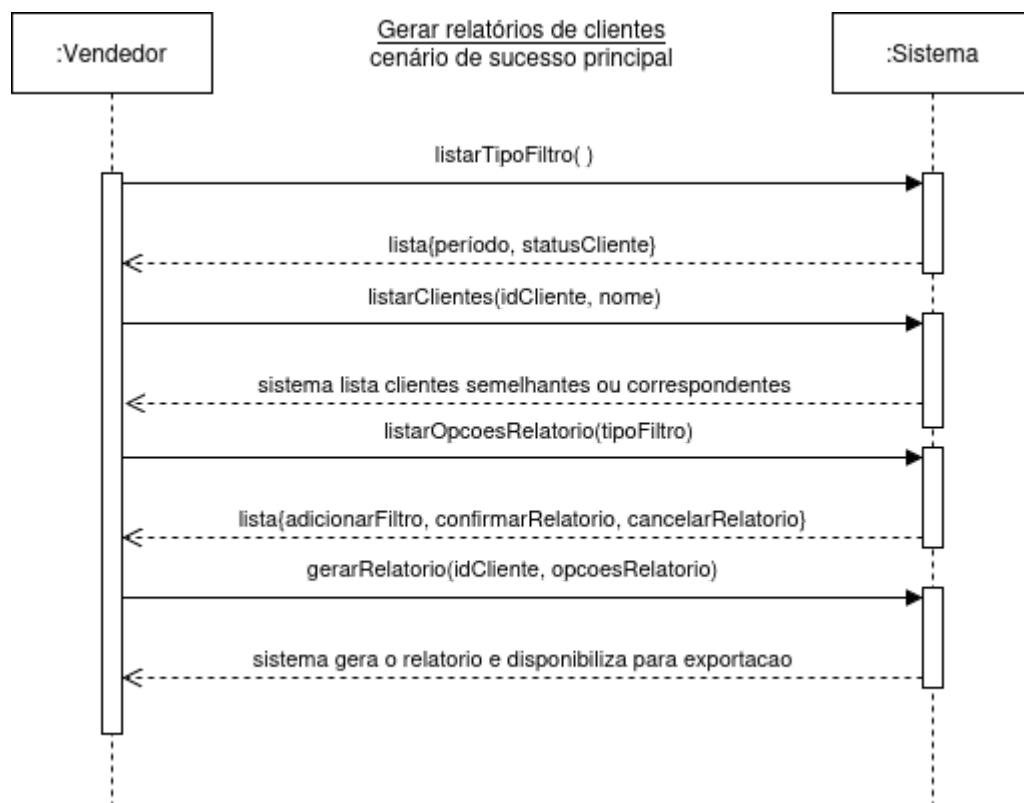 :Vendedor
Gerar relatórios de clientes
cenário de sucesso principal
:Sistema
listarTipoFiltro( )
lista{período, statusCliente}
listarClientes(idCliente, nome)
sistema lista clientes semelhantes ou correspondentes
listarOpcoesRelatorio(tipoFiltro)
lista{adicionarFiltro, confirmarRelatorio, cancelarRelatorio}
gerarRelatorio(idCliente, opcoesRelatorio)
sistema gera o relatorio e disponibiliza para exportacao